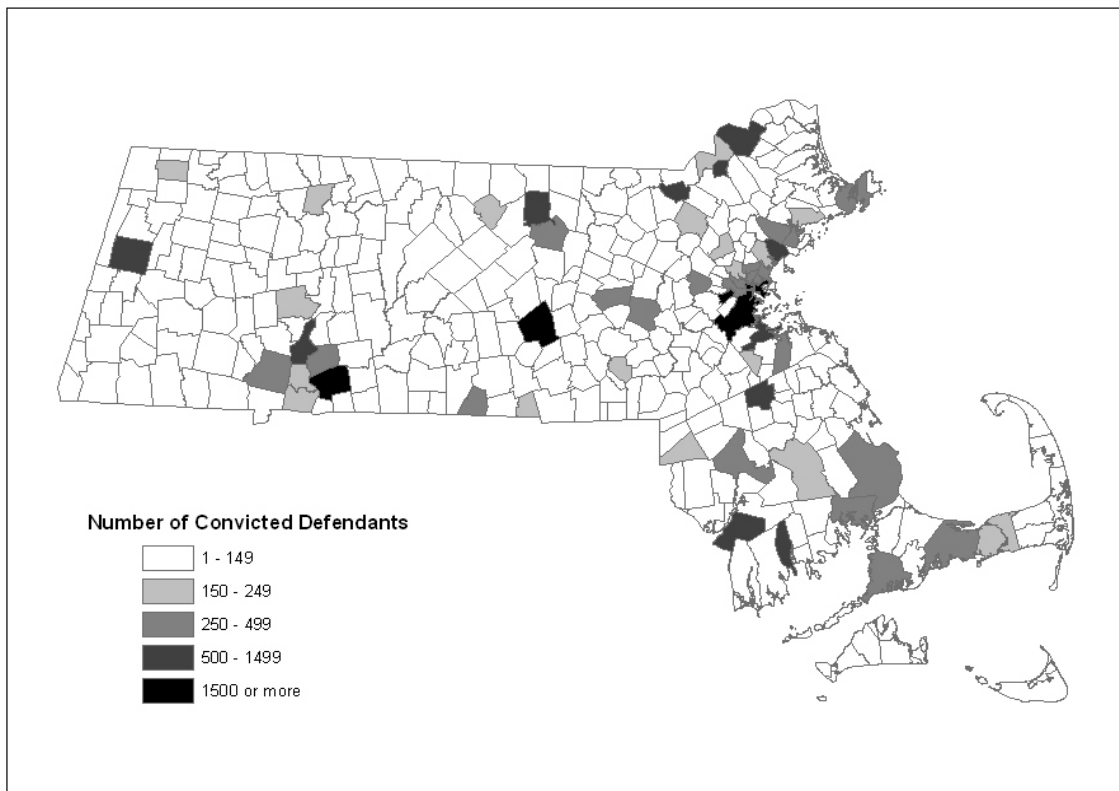 Number of Convicted Defendants
1 - 149
150 - 249
250 - 499
500 - 1499
1500 or more